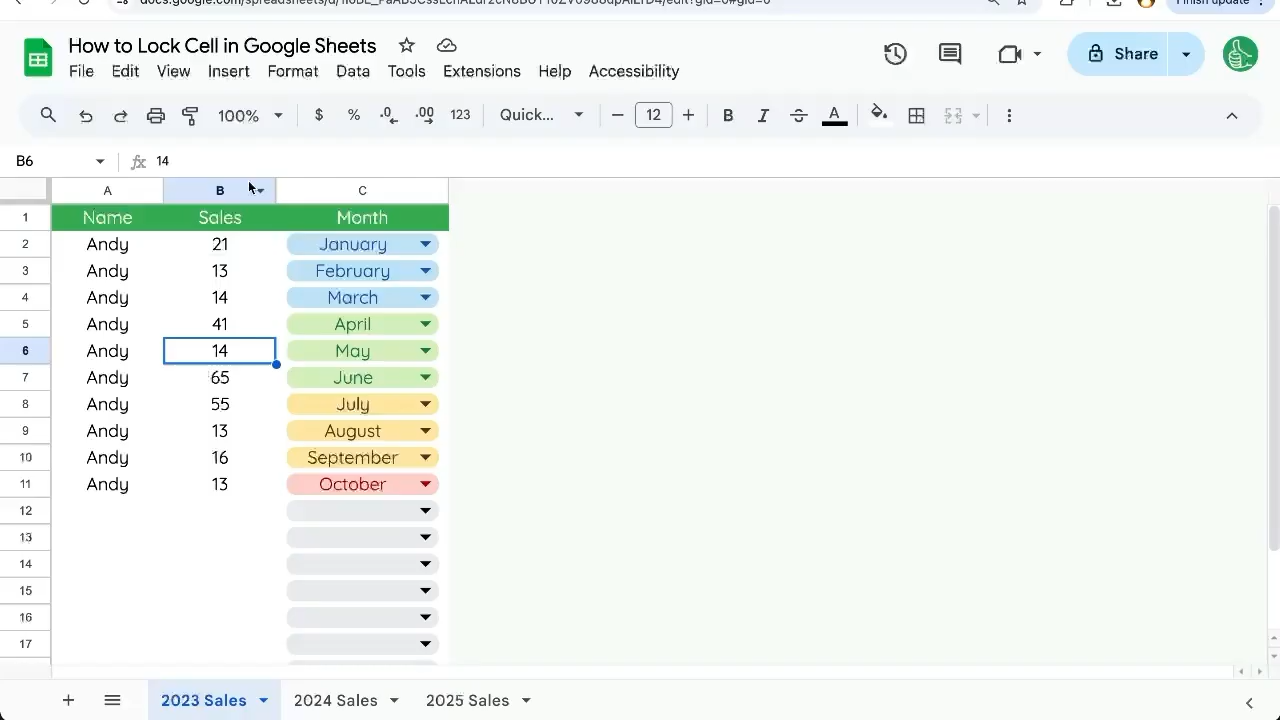 How to Lock Cell in Google Sheets
File Edit View Insert Format Data Tools Extensions Help Accessibility
Share
100% $ % .0 .00 123 Quick... 12 B I A
B6 fx 14
A B C
1 Name Sales Month
2 Andy 21 January
3 Andy 13 February
4 Andy 14 March
5 Andy 41 April
6 Andy 14 May
7 Andy 65 June
8 Andy 55 July
9 Andy 13 August
10 Andy 16 September
11 Andy 13 October
12
13
14
15
16
17
2023 Sales 2024 Sales 2025 Sales